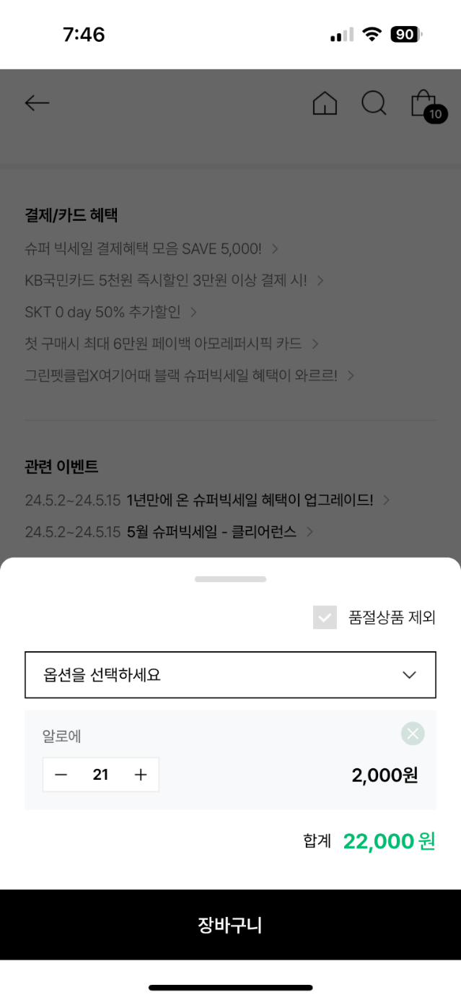 7:46
90
10
결제/카드 혜택
슈퍼 빅세일 결제혜택 모음 SAVE 5,000!
KB국민카드 5천원 즉시할인 3만원 이상 결제 시!
SKT 0 day 50% 추가할인
첫 구매시 최대 6만원 페이백 아모레퍼시픽 카드
그린펫클럽X여기어때 블랙 슈퍼빅세일 혜택이 와르르!
관련 이벤트
24.5.2~24.5.15 1년만에 온 슈퍼빅세일 혜택이 업그레이드!
24.5.2~24.5.15 5월 슈퍼빅세일 - 클리어런스
품절상품 제외
옵션을 선택하세요
알로에
21
2,000원
합계 22,000 원
장바구니